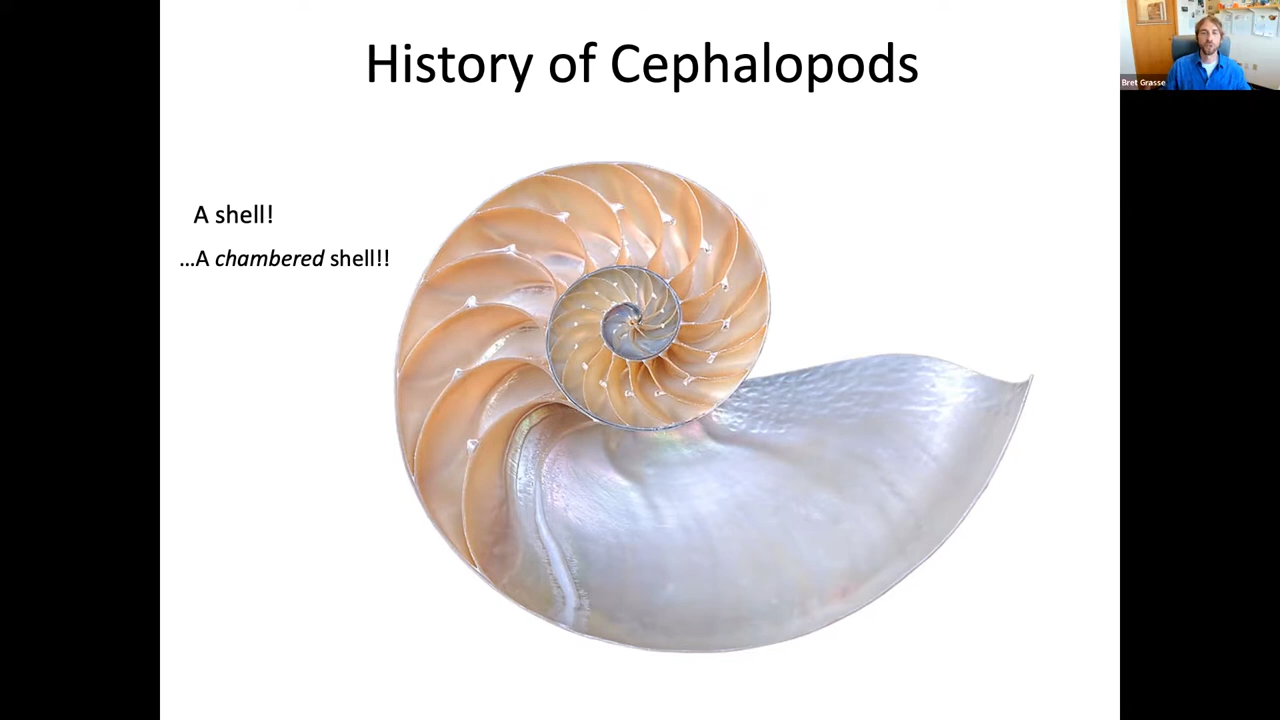 History of Cephalopods
Bret Grasse
A shell!
...A chambered shell!!